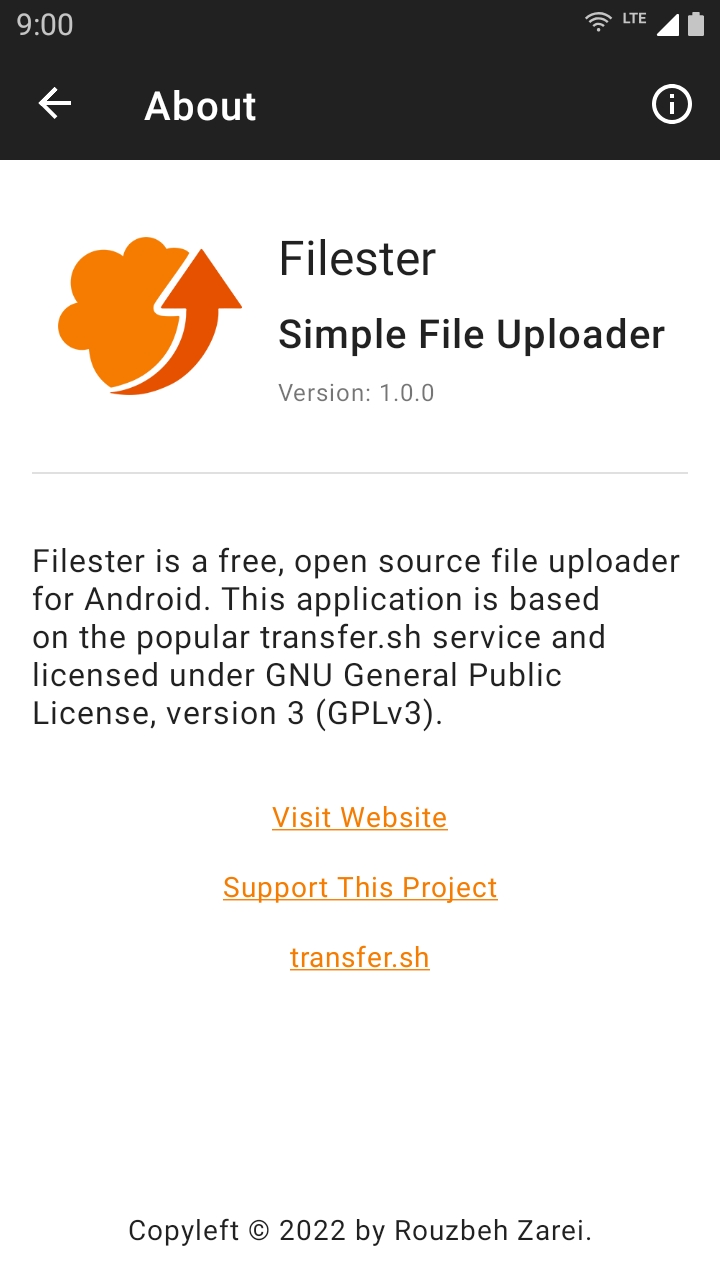 9:00 LTE
About
Filester
Simple File Uploader
Version: 1.0.0
Filester is a free, open source file uploader
for Android. This application is based
on the popular transfer.sh service and
licensed under GNU General Public
License, version 3 (GPLv3).
Visit Website
Support This Project
transfer.sh
Copyleft © 2022 by Rouzbeh Zarei.